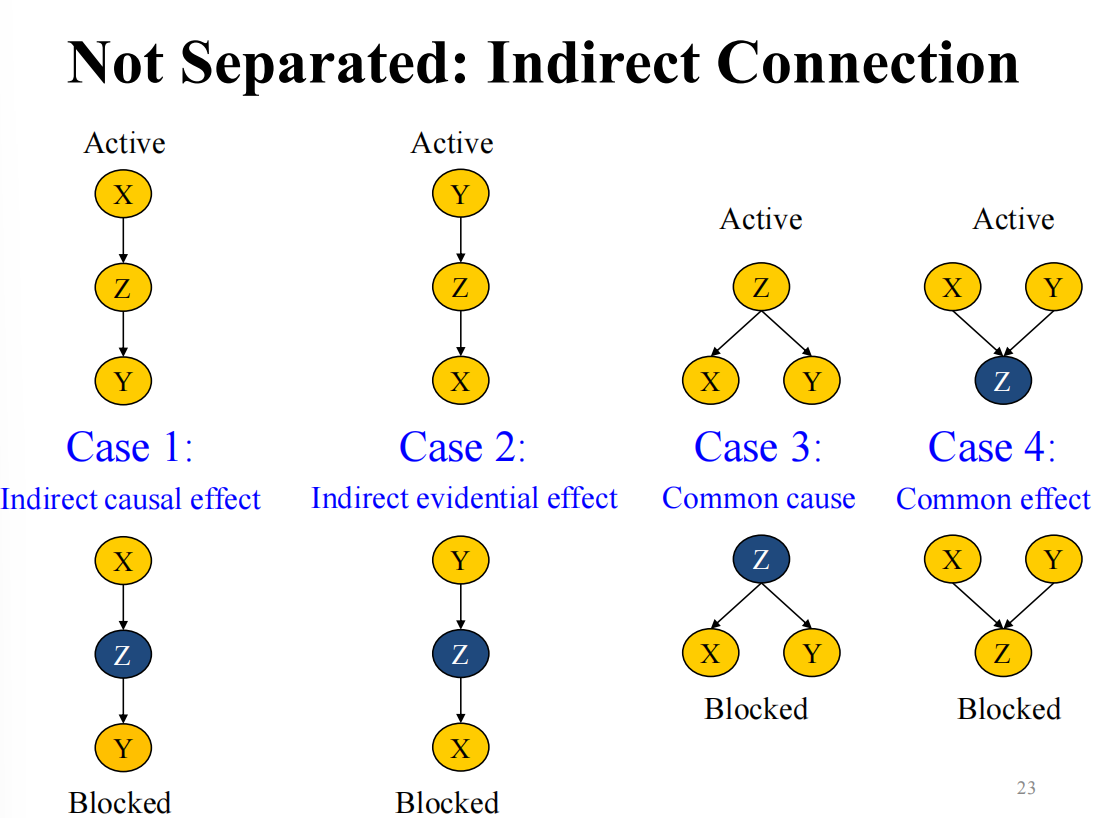 Not Separated: Indirect Connection
Active
Active
Active
Active
X
Z
Y
Y
Z
X
Z
X Y
X Y
Z
Case 1:
Case 2:
Case 3:
Case 4:
Indirect causal effect
Indirect evidential effect
Common cause
Common effect
X
Z
Y
Y
Z
X
Z
X Y
X Y
Z
Blocked
Blocked
Blocked
Blocked
23